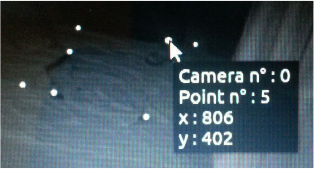 Camera n° : 0
Point n° : 5
x : 806
y : 402